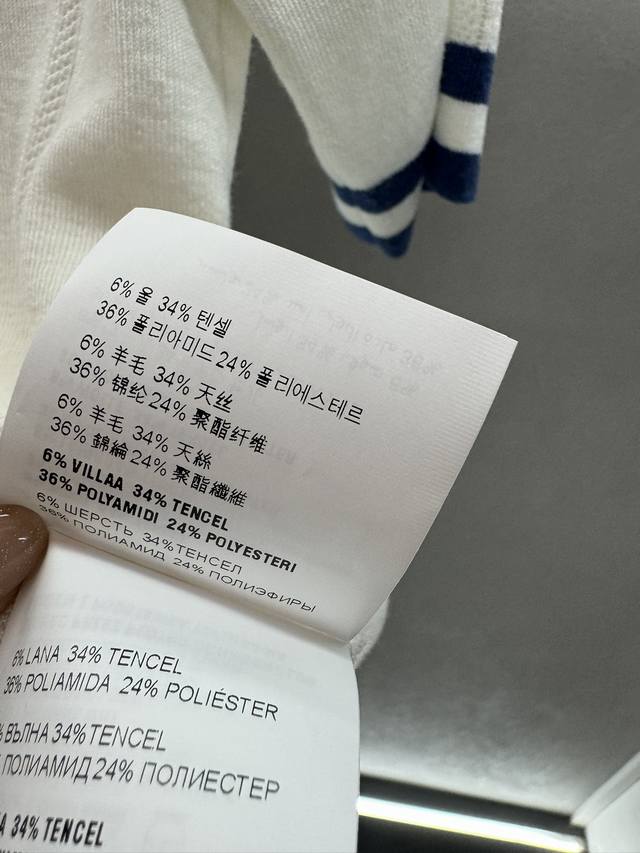 6% 울 34% 텐셀
36% 폴리아미드 24% 폴리에스테르
6% 羊毛 34% 天丝
36% 锦纶 24% 聚酯纤维
6% 羊毛 34% 天絲
36% 錦綸 24% 聚酯纖維
6% VILLAA 34% TENCEL
36% POLYAMIDI 24% POLYESTERI
6% ШЕРСТЬ 34% ТЕНСЕЛ
36% ПОЛИАМИД 24% ПОЛИЭФИРЫ
6% LANA 34% TENCEL
36% POLIAMIDA 24% POLIÉSTER
% ВЪЛНА 34% TENCEL
ПОЛИАМИД 24% ПОЛИЕСТЕР
34% TENCEL